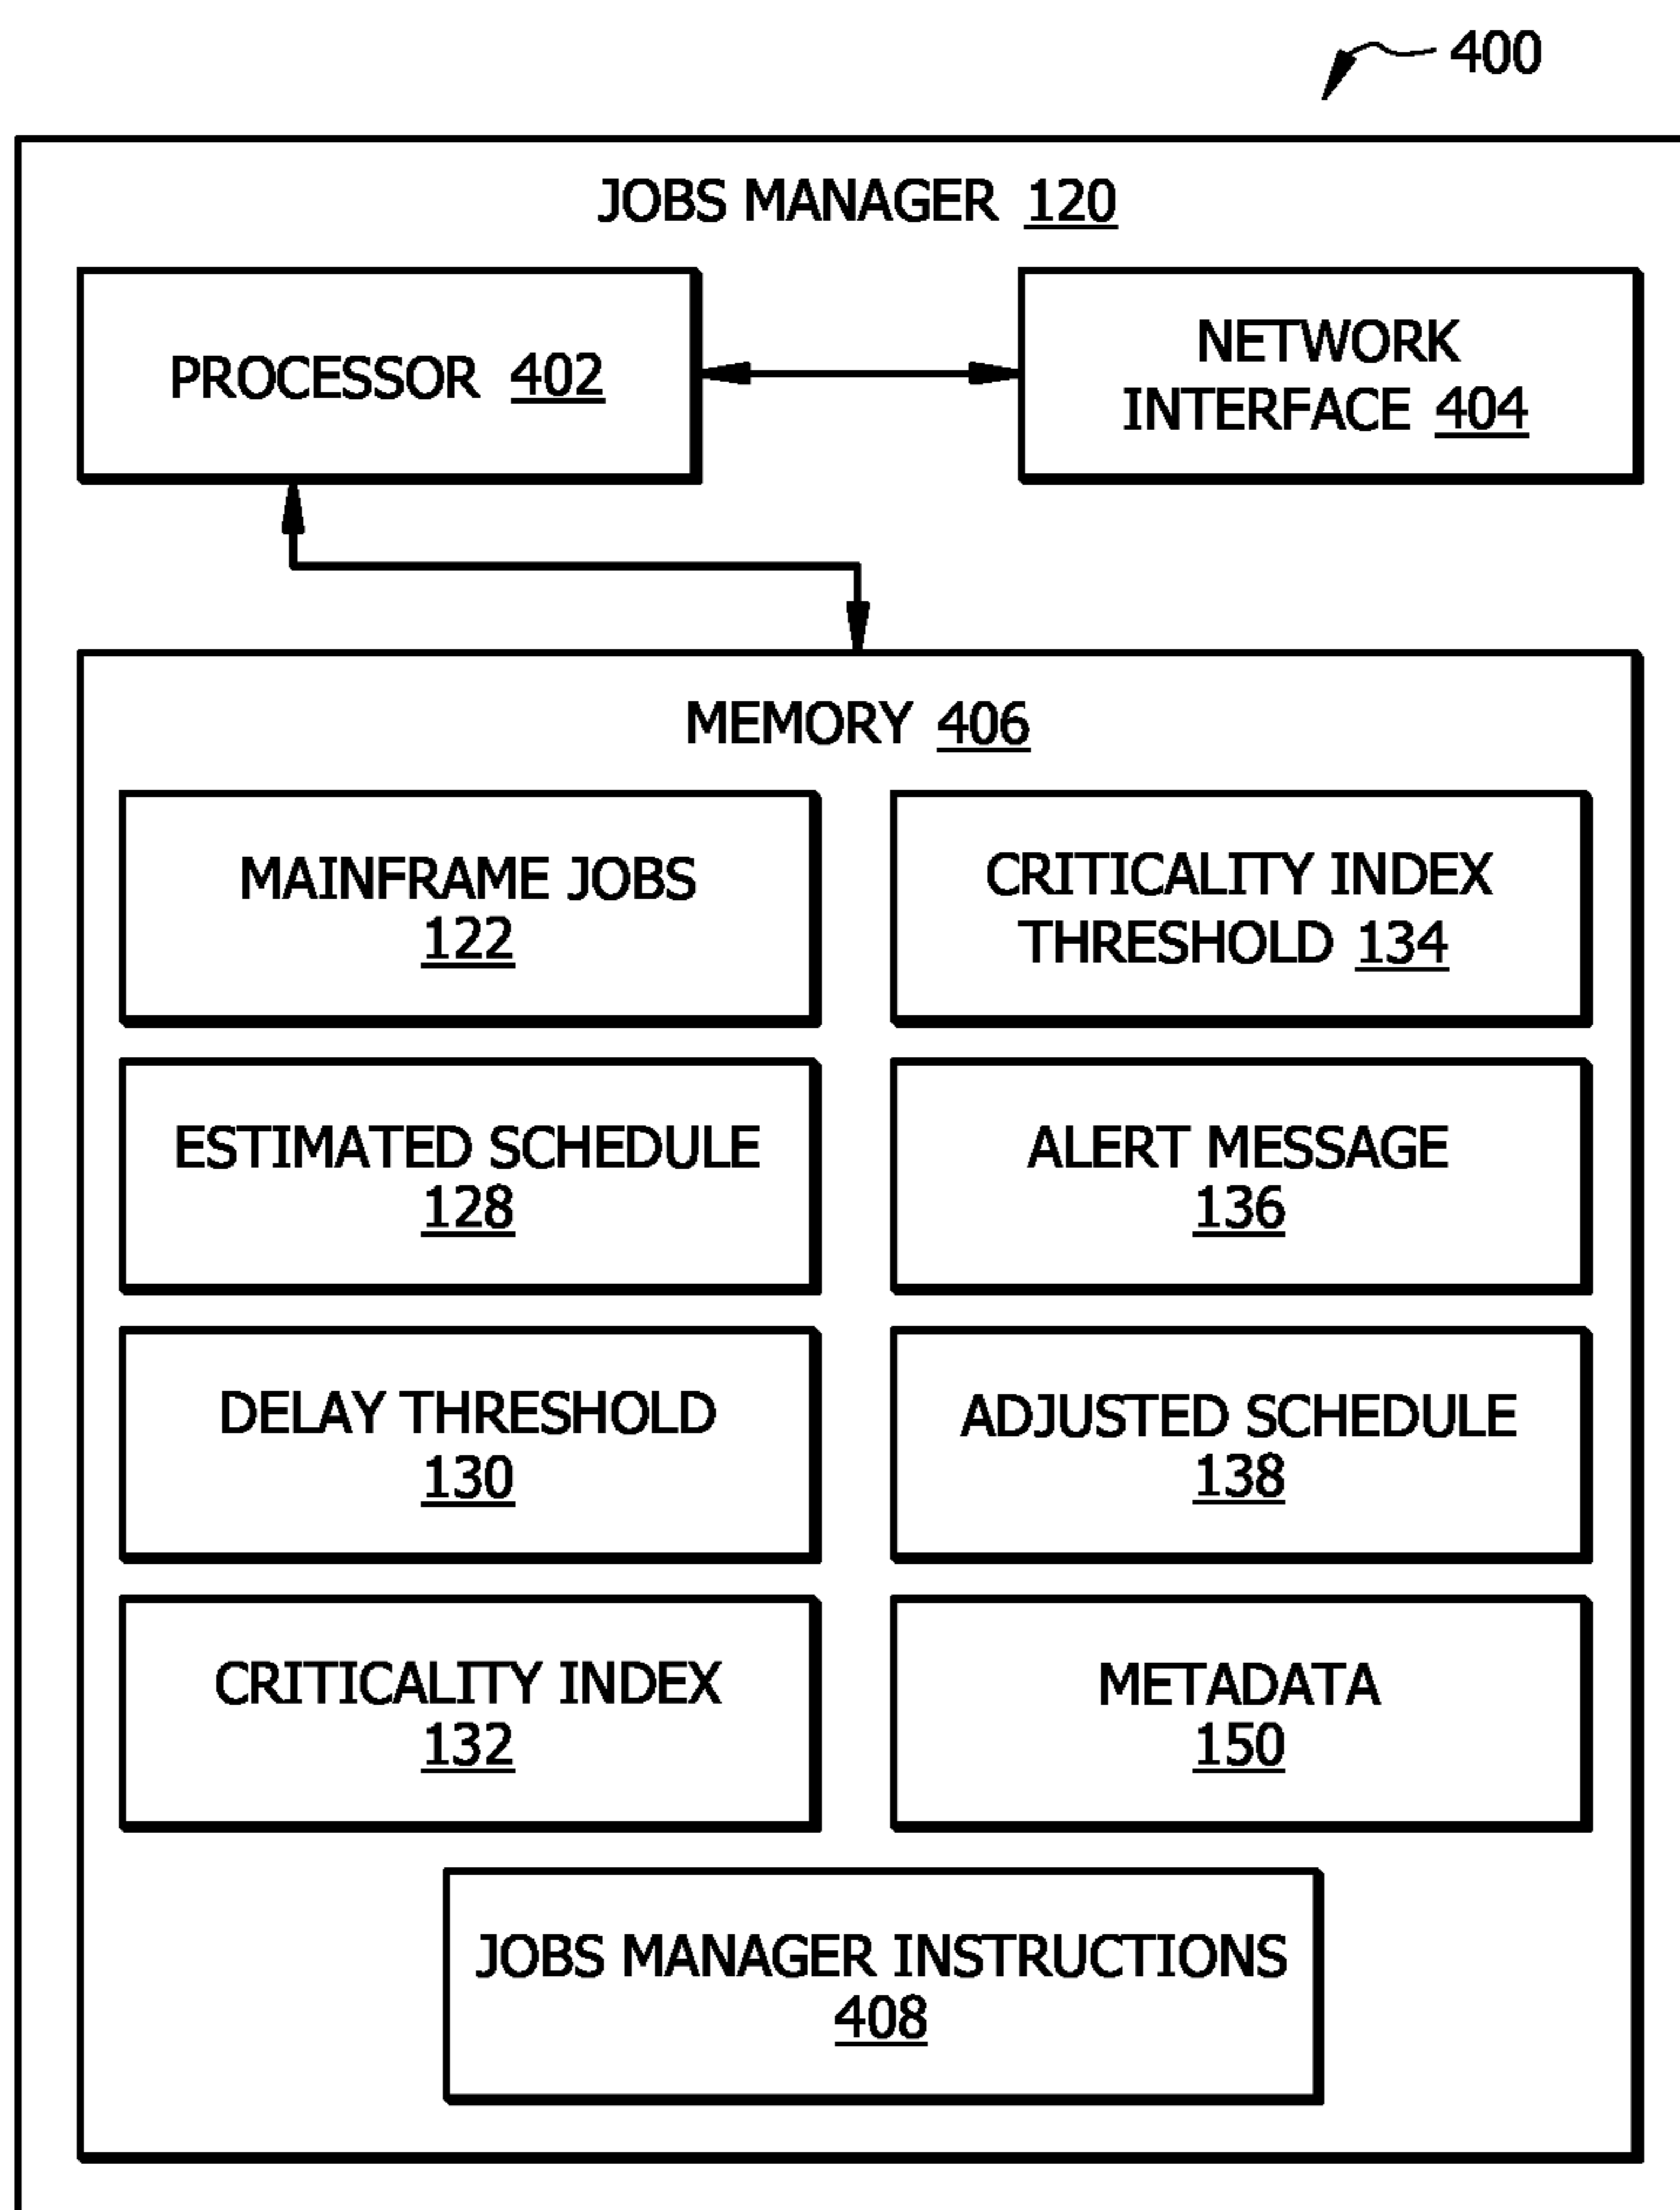 400
JOBS MANAGER 120
PROCESSOR 402
NETWORK
INTERFACE 404
MEMORY 406
MAINFRAME JOBS
122
CRITICALITY INDEX
THRESHOLD 134
ESTIMATED SCHEDULE
128
ALERT MESSAGE
136
DELAY THRESHOLD
130
ADJUSTED SCHEDULE
138
CRITICALITY INDEX
132
METADATA
150
JOBS MANAGER INSTRUCTIONS
408